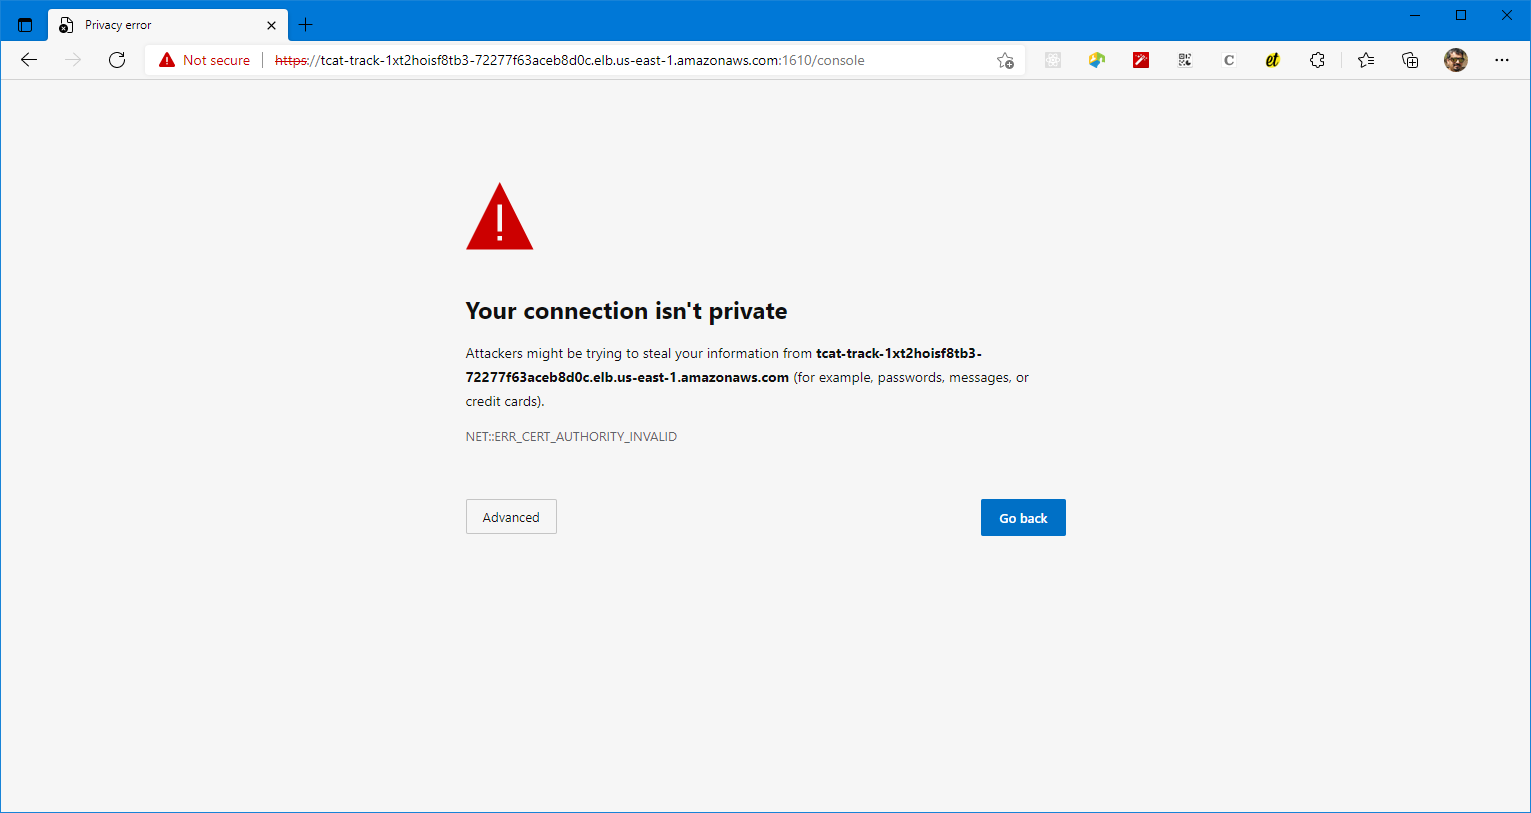 Privacy error
Not secure https://tcat-track-1xt2hoisf8tb3-72277f63aceb8d0c.elb.us-east-1.amazonaws.com:1610/console
C
et
Your connection isn't private
Attackers might be trying to steal your information from tcat-track-1xt2hoisf8tb3-
72277f63aceb8d0c.elb.us-east-1.amazonaws.com (for example, passwords, messages, or
credit cards).
NET::ERR_CERT_AUTHORITY_INVALID
Advanced
Go back